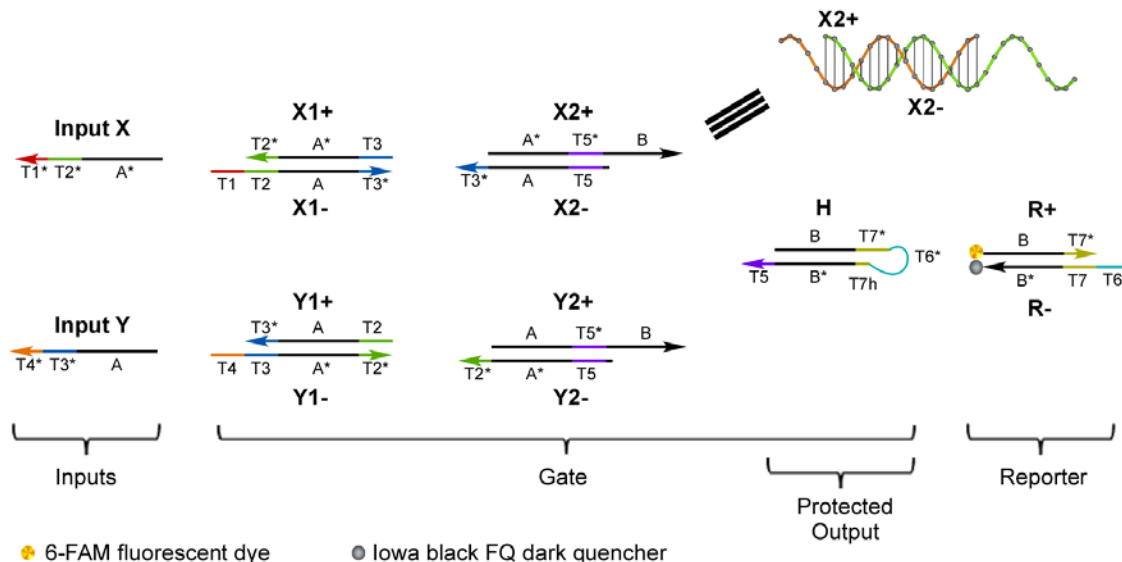 X2+
X2-
Input X
T1* T2* A*
X1+
T2* A* T3
T1 T2 A T3*
X1-
X2+
A* T5* B
T3* A T5
X2-
H
B T7*
T6*
T5 B* T7h
R+
B T7*
B* T7 T6
R-
Input Y
T4* T3* A
Y1+
T3* A T2
T4 T3 A* T2*
Y1-
Y2+
A T5* B
T2* A* T5
Y2-
Inputs
Gate
Protected
Output
Reporter
6-FAM fluorescent dye
Iowa black FQ dark quencher